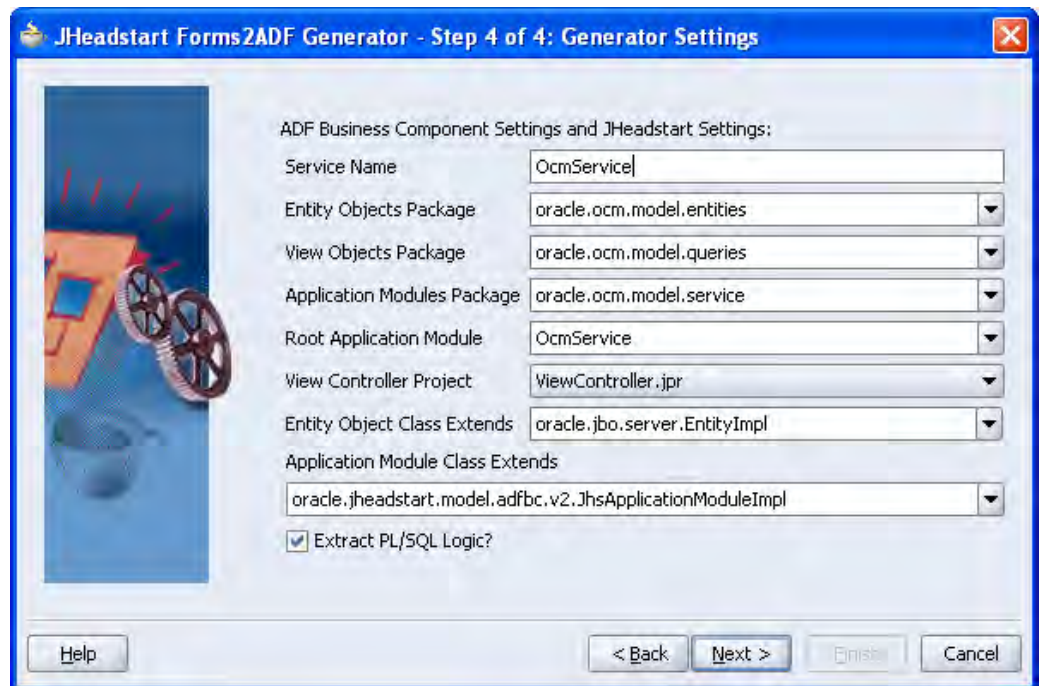 JHeadstart Forms2ADF Generator - Step 4 of 4: Generator Settings
ADF Business Component Settings and JHeadstart Settings:
Service Name OcmService
Entity Objects Package oracle.ocm.model.entities
View Objects Package oracle.ocm.model.queries
Application Modules Package oracle.ocm.model.service
Root Application Module OcmService
View Controller Project ViewController.jpr
Entity Object Class Extends oracle.jbo.server.EntityImpl
Application Module Class Extends
oracle.jheadstart.model.adfbc.v2.JhsApplicationModuleImpl
Extract PL/SQL Logic?
Help < Back Next > Finish Cancel